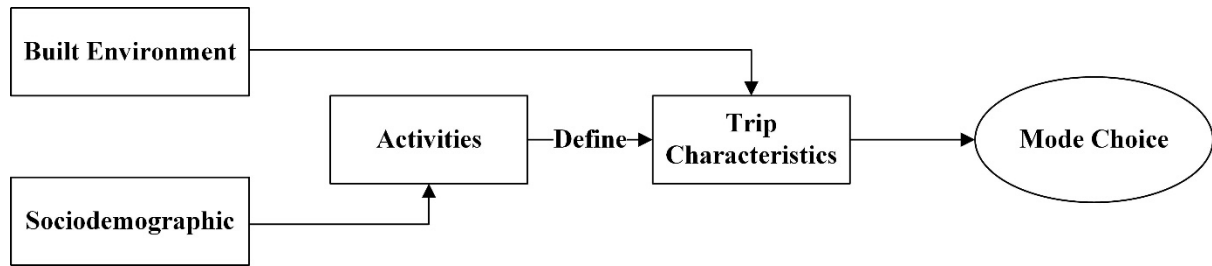 Built Environment
Activities
Define
Trip
Characteristics
Mode Choice
Sociodemographic